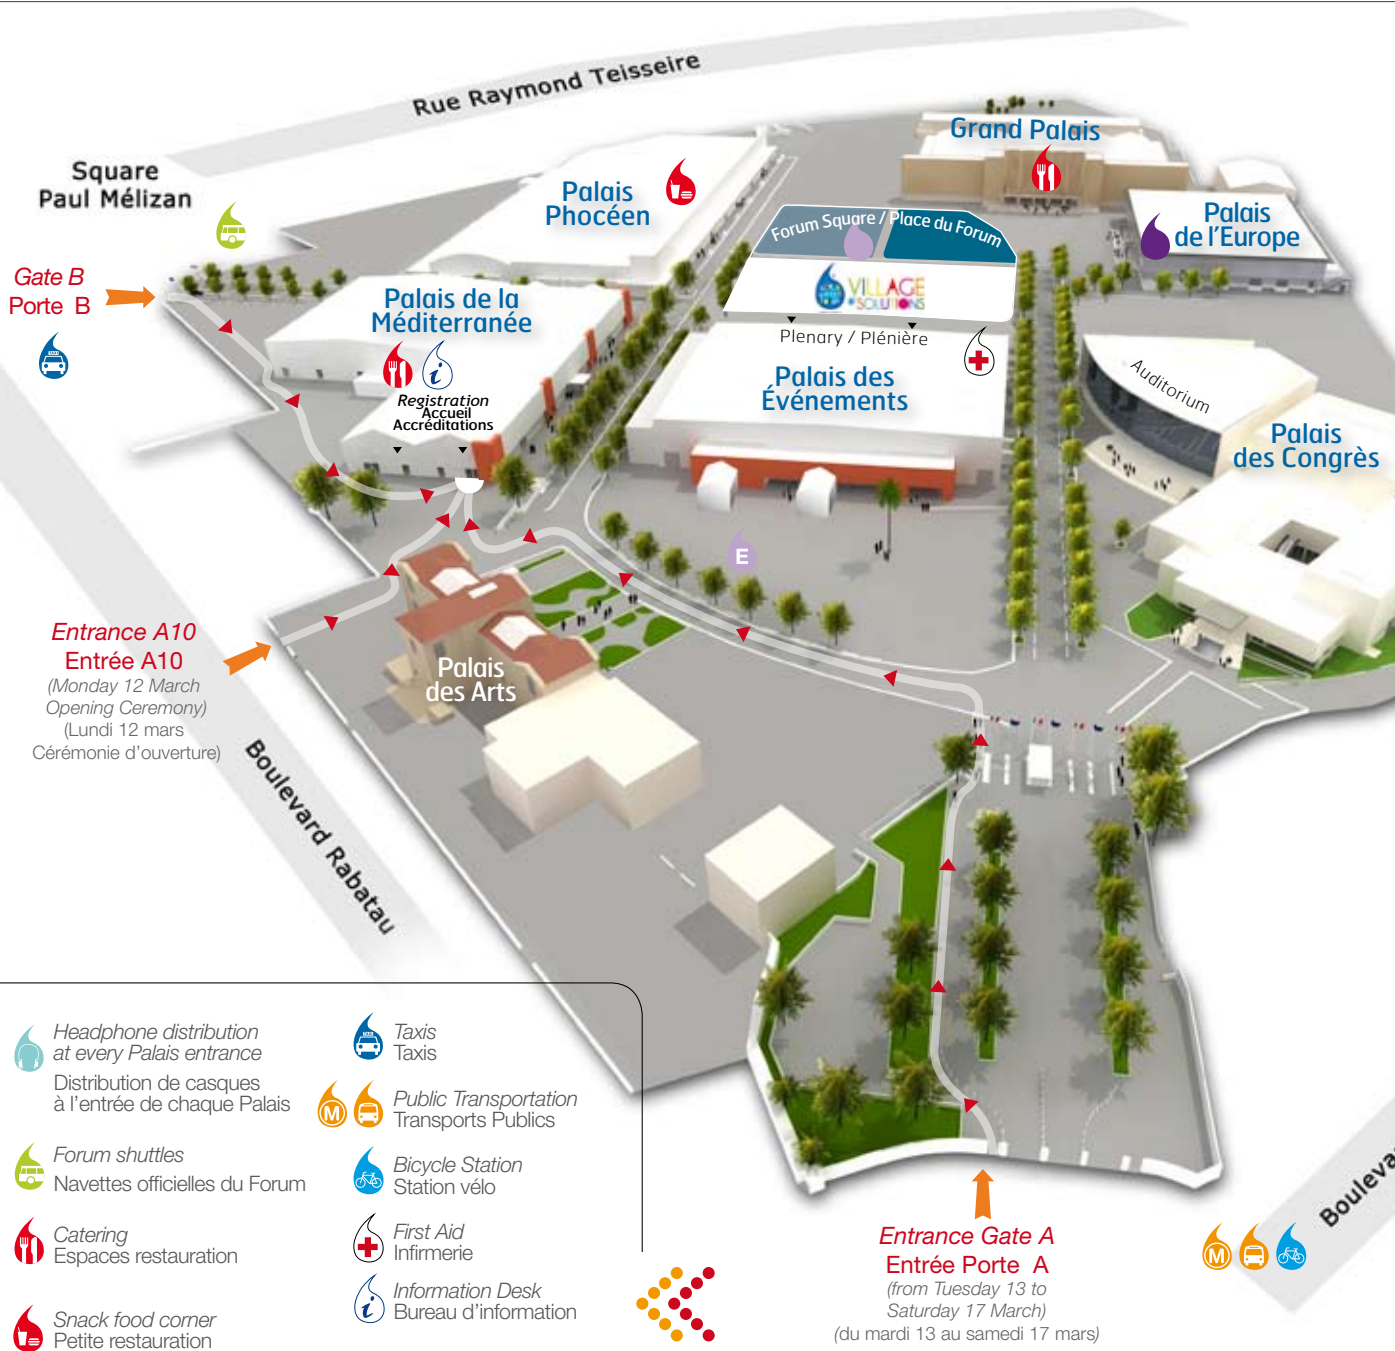 Rue Raymond Teisseire
Square
Paul Mélizan
Gate B
Porte B
Palais
Phocéen
Grand Palais
Palais
de l'Europe
Forum Square / Place du Forum
VILLAGE
SOLUTIONS
Plenary / Plénière
Palais de la
Méditerranée
Registration
Accueil
Accréditations
Palais des
Événements
Auditorium
Palais
des Congrès
E
Entrance A10
Entrée A10
(Monday 12 March
Opening Ceremony)
(Lundi 12 mars
Cérémonie d'ouverture)
Palais
des Arts
Boulevard Rabatau
Headphone distribution
at every Palais entrance
Distribution de casques
à l'entrée de chaque Palais
Forum shuttles
Navettes officielles du Forum
Catering
Espaces restauration
Snack food corner
Petite restauration
TAXIS
Taxis
Taxis
M
Public Transportation
Transports Publics
Bicycle Station
Station vélo
First Aid
Infirmerie
i
Information Desk
Bureau d'information
Entrance Gate A
Entrée Porte A
(from Tuesday 13 to
Saturday 17 March)
(du mardi 13 au samedi 17 mars)
M
Bouleva